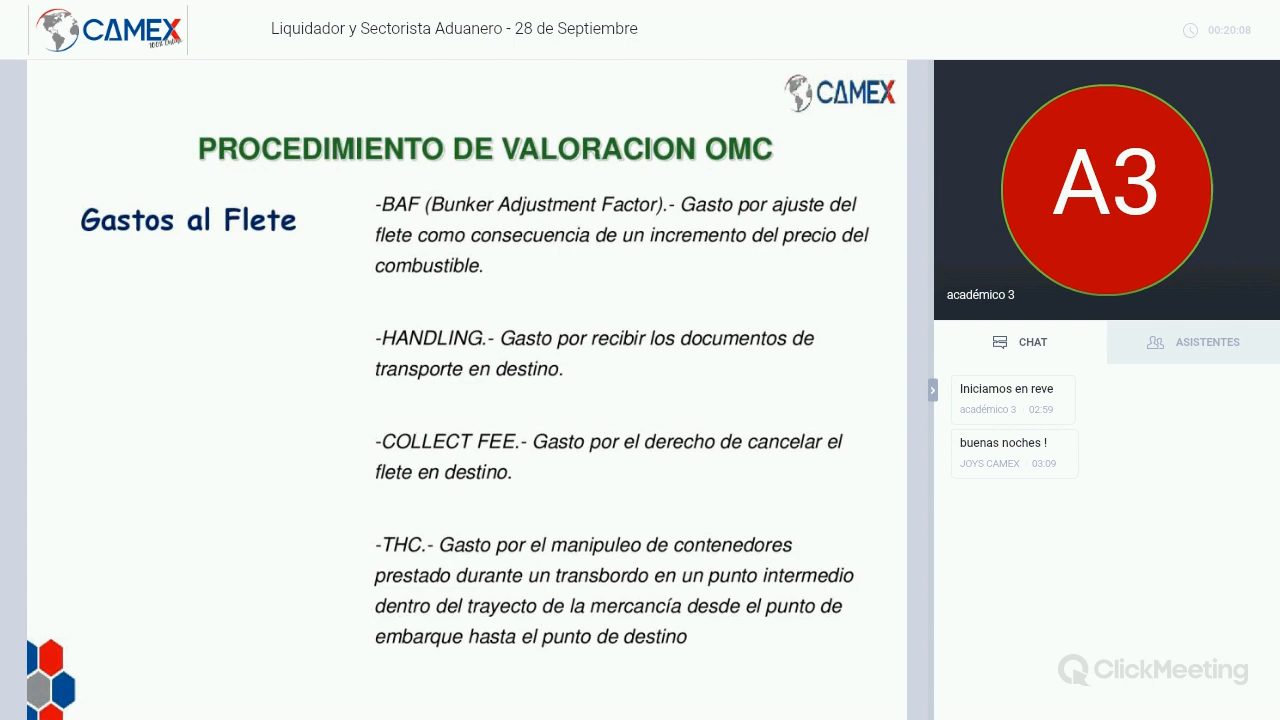 CAMEX
100% Online
Liquidador y Sectorista Aduanero - 28 de Septiembre
00:20:08
CAMEX
PROCEDIMIENTO DE VALORACION OMC
Gastos al Flete
-BAF (Bunker Adjustment Factor).- Gasto por ajuste del
flete como consecuencia de un incremento del precio del
combustible.
-HANDLING.- Gasto por recibir los documentos de
transporte en destino.
-COLLECT FEE.- Gasto por el derecho de cancelar el
flete en destino.
-THC.- Gasto por el manipuleo de contenedores
prestado durante un transbordo en un punto intermedio
dentro del trayecto de la mercancía desde el punto de
embarque hasta el punto de destino
A3
académico 3
CHAT
ASISTENTES
Iniciamos en reve
académico 3 02:59
buenas noches !
JOYS CAMEX 03:09
ClickMeeting